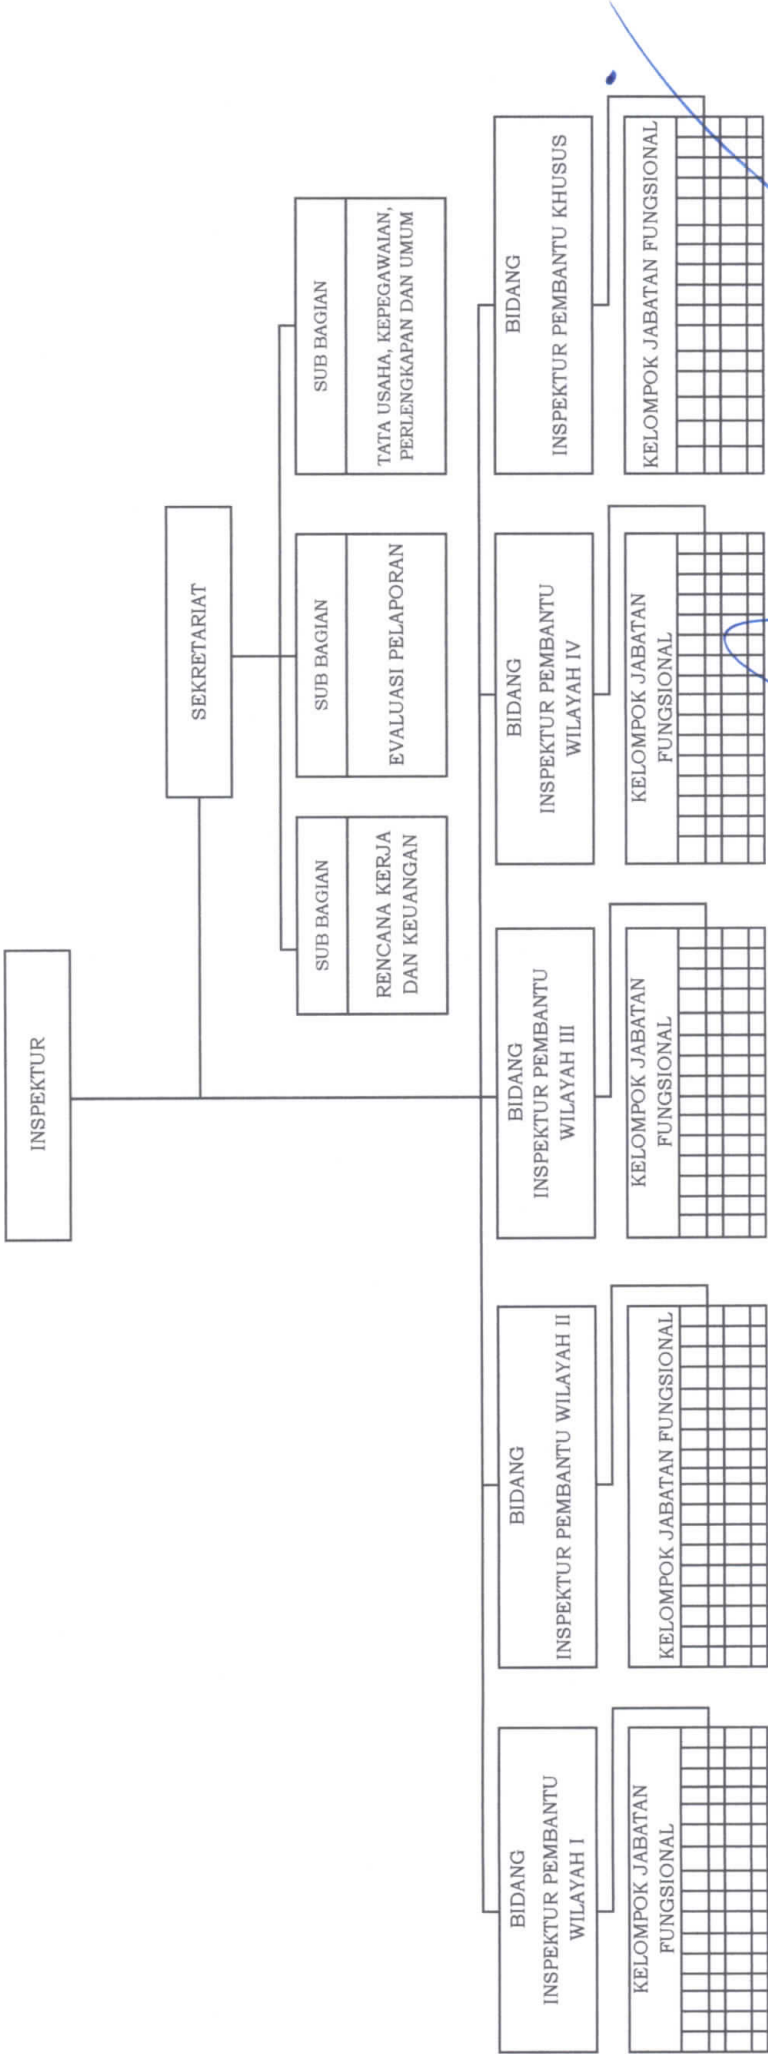 INSPEKTUR
SEKRETARIAT
SUB BAGIAN
RENCANA KERJA
DAN KEUANGAN
SUB BAGIAN
EVALUASI PELAPORAN
SUB BAGIAN
TATA USAHA, KEPEGAWAIAN,
PERLENGKAPAN DAN UMUM
BIDANG
INSPEKTUR PEMBANTU
WILAYAH I
BIDANG
INSPEKTUR PEMBANTU WILAYAH II
BIDANG
INSPEKTUR PEMBANTU
WILAYAH III
BIDANG
INSPEKTUR PEMBANTU
WILAYAH IV
BIDANG
INSPEKTUR PEMBANTU KHUSUS
KELOMPOK JABATAN
FUNGSIONAL
KELOMPOK JABATAN FUNGSIONAL
KELOMPOK JABATAN
FUNGSIONAL
KELOMPOK JABATAN
FUNGSIONAL
KELOMPOK JABATAN FUNGSIONAL